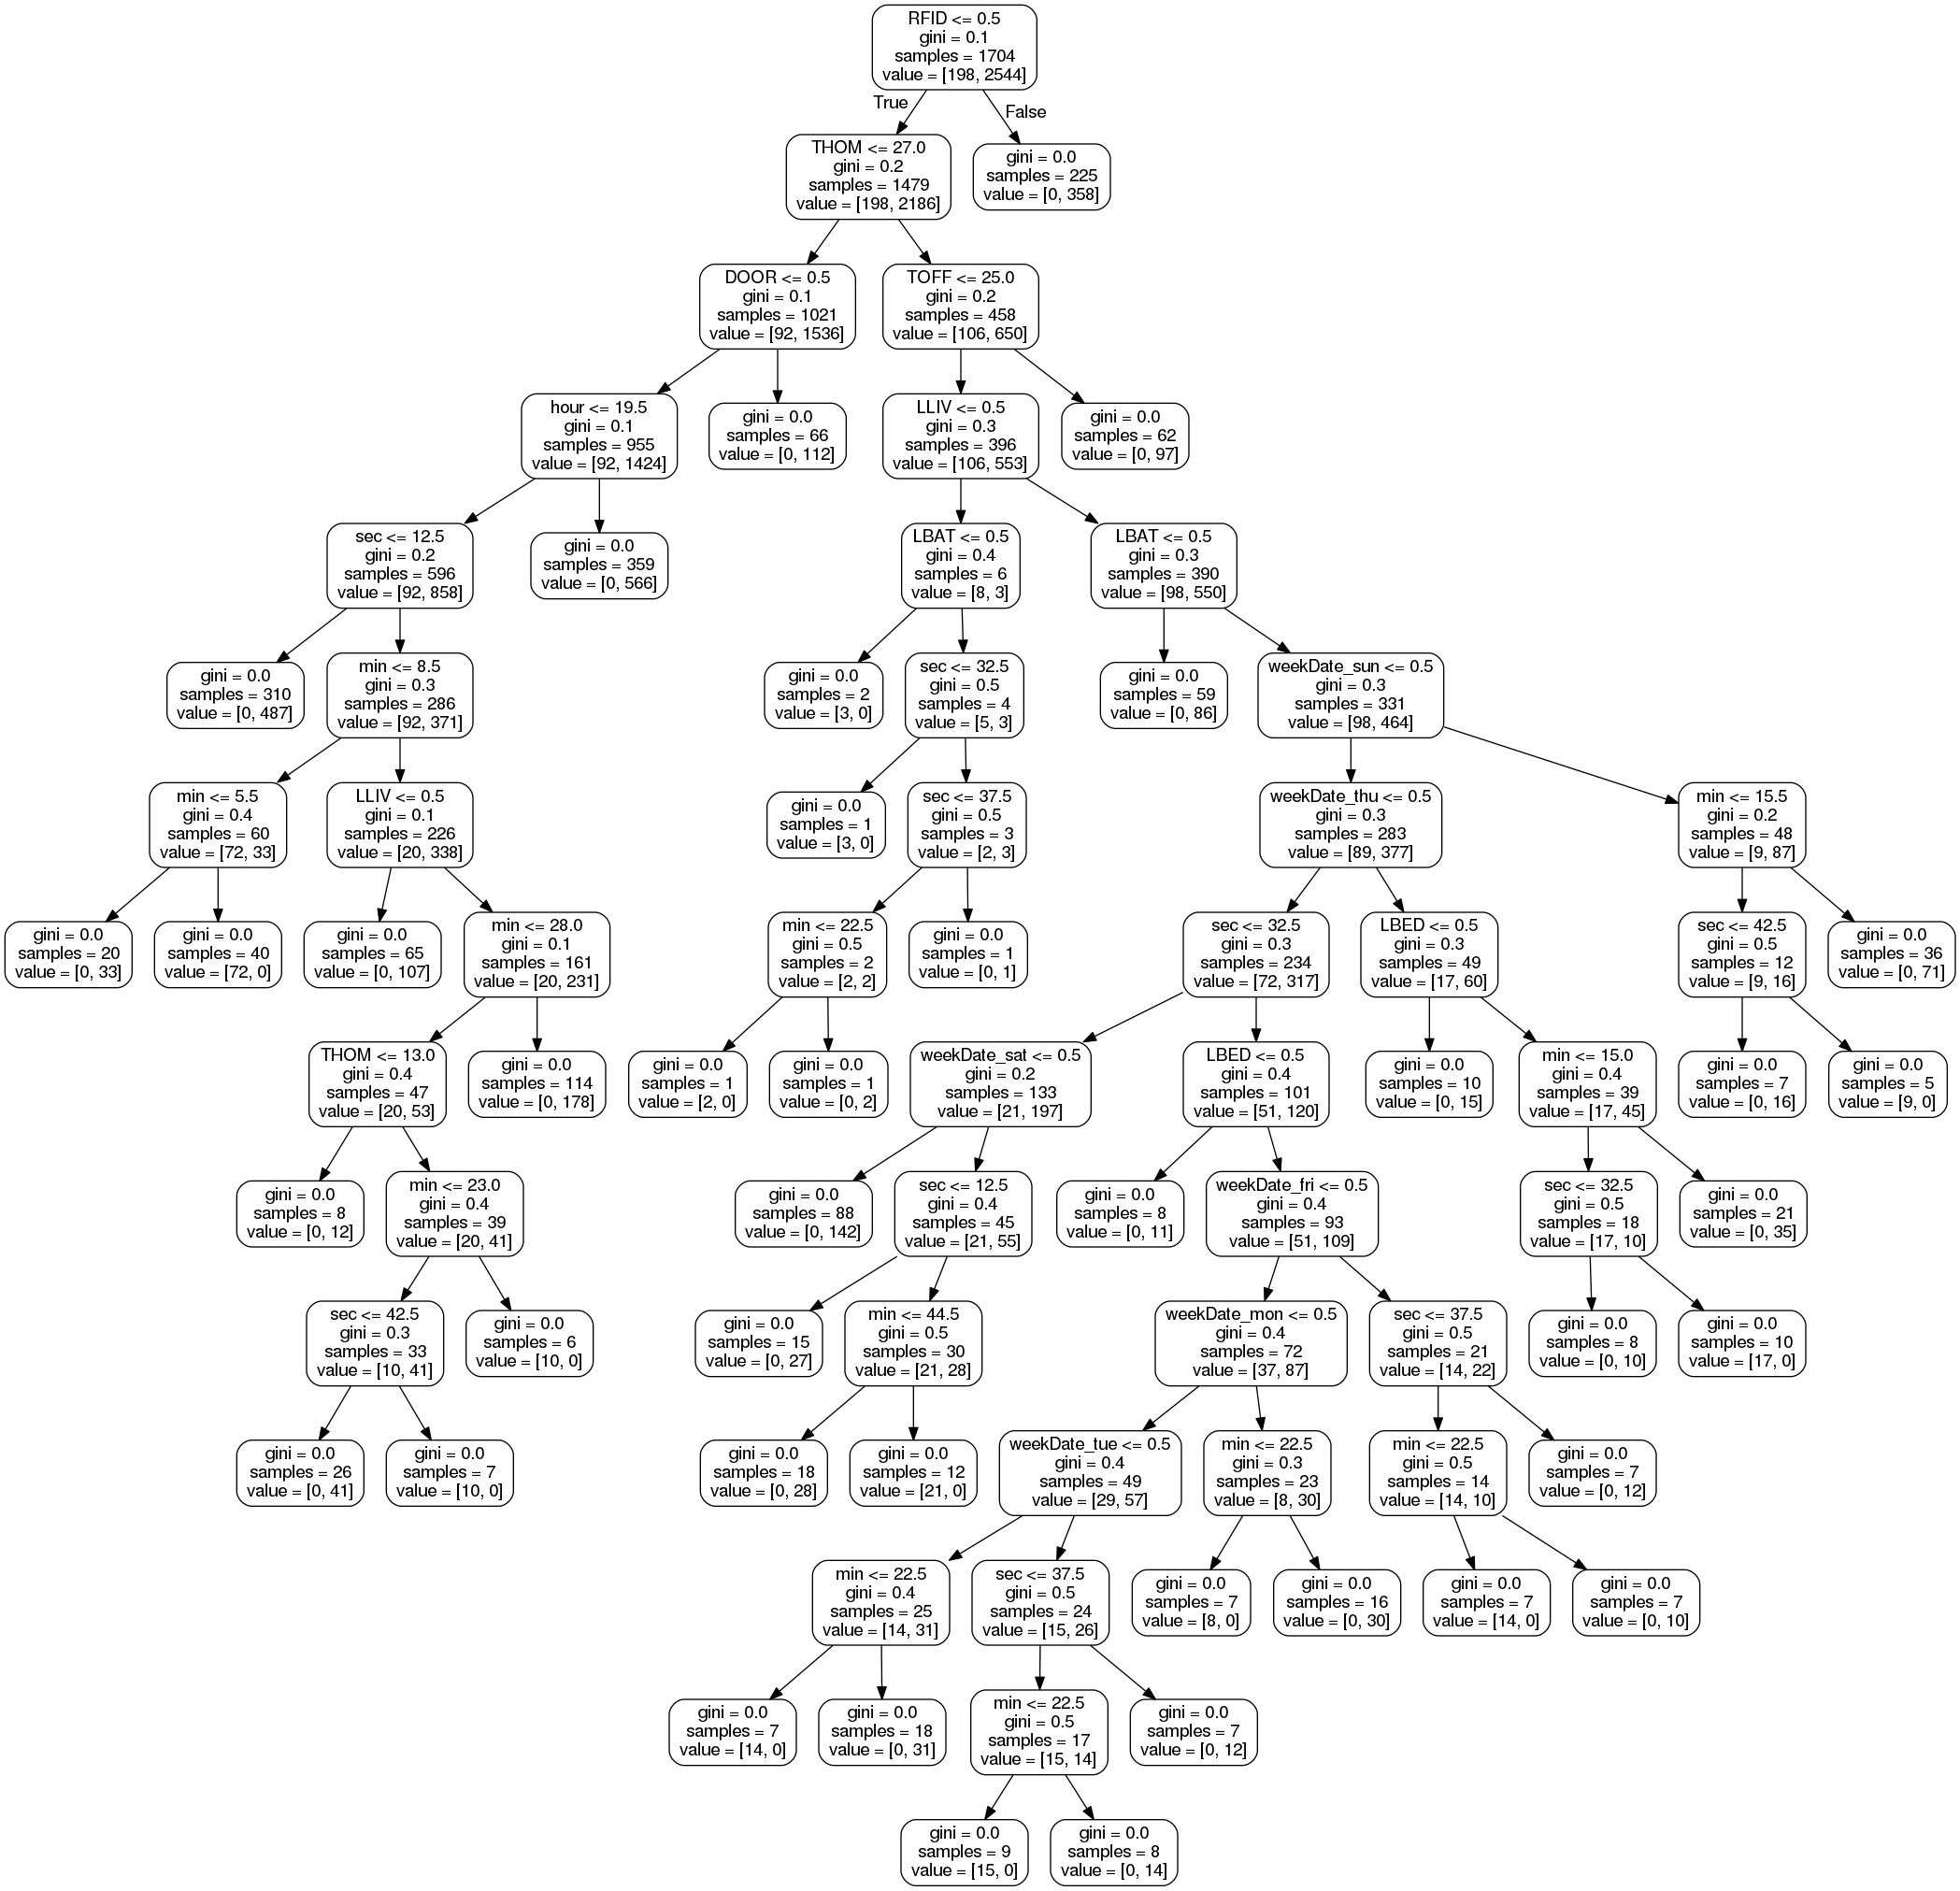 RFID <= 0.5
gini = 0.1
samples = 1704
value = [198, 2544]
True
False
THOM <= 27.0
gini = 0.2
samples = 1479
value = [198, 2186]
gini = 0.0
samples = 225
value = [0, 358]
DOOR <= 0.5
gini = 0.1
samples = 1021
value = [92, 1536]
TOFF <= 25.0
gini = 0.2
samples = 458
value = [106, 650]
hour <= 19.5
gini = 0.1
samples = 955
value = [92, 1424]
gini = 0.0
samples = 66
value = [0, 112]
LLIV <= 0.5
gini = 0.3
samples = 396
value = [106, 553]
gini = 0.0
samples = 62
value = [0, 97]
sec <= 12.5
gini = 0.2
samples = 596
value = [92, 858]
gini = 0.0
samples = 359
value = [0, 566]
LBAT <= 0.5
gini = 0.4
samples = 6
value = [8, 3]
LBAT <= 0.5
gini = 0.3
samples = 390
value = [98, 550]
gini = 0.0
samples = 310
value = [0, 487]
min <= 8.5
gini = 0.3
samples = 286
value = [92, 371]
gini = 0.0
samples = 2
value = [3, 0]
sec <= 32.5
gini = 0.5
samples = 4
value = [5, 3]
gini = 0.0
samples = 59
value = [0, 86]
weekDate_sun <= 0.5
gini = 0.3
samples = 331
value = [98, 464]
min <= 5.5
gini = 0.4
samples = 60
value = [72, 33]
LLIV <= 0.5
gini = 0.1
samples = 226
value = [20, 338]
gini = 0.0
samples = 1
value = [3, 0]
sec <= 37.5
gini = 0.5
samples = 3
value = [2, 3]
weekDate_thu <= 0.5
gini = 0.3
samples = 283
value = [89, 377]
min <= 15.5
gini = 0.2
samples = 48
value = [9, 87]
gini = 0.0
samples = 20
value = [0, 33]
gini = 0.0
samples = 40
value = [72, 0]
gini = 0.0
samples = 65
value = [0, 107]
min <= 28.0
gini = 0.1
samples = 161
value = [20, 231]
min <= 22.5
gini = 0.5
samples = 2
value = [2, 2]
gini = 0.0
samples = 1
value = [0, 1]
sec <= 32.5
gini = 0.3
samples = 234
value = [72, 317]
LBED <= 0.5
gini = 0.3
samples = 49
value = [17, 60]
sec <= 42.5
gini = 0.5
samples = 12
value = [9, 16]
gini = 0.0
samples = 36
value = [0, 71]
THOM <= 13.0
gini = 0.4
samples = 47
value = [20, 53]
gini = 0.0
samples = 114
value = [0, 178]
gini = 0.0
samples = 1
value = [2, 0]
gini = 0.0
samples = 1
value = [0, 2]
weekDate_sat <= 0.5
gini = 0.2
samples = 133
value = [21, 197]
LBED <= 0.5
gini = 0.4
samples = 101
value = [51, 120]
gini = 0.0
samples = 10
value = [0, 15]
min <= 15.0
gini = 0.4
samples = 39
value = [17, 45]
gini = 0.0
samples = 7
value = [0, 16]
gini = 0.0
samples = 5
value = [9, 0]
gini = 0.0
samples = 8
value = [0, 12]
min <= 23.0
gini = 0.4
samples = 39
value = [20, 41]
gini = 0.0
samples = 88
value = [0, 142]
sec <= 12.5
gini = 0.4
samples = 45
value = [21, 55]
gini = 0.0
samples = 8
value = [0, 11]
weekDate_fri <= 0.5
gini = 0.4
samples = 93
value = [51, 109]
sec <= 32.5
gini = 0.5
samples = 18
value = [17, 10]
gini = 0.0
samples = 21
value = [0, 35]
sec <= 42.5
gini = 0.3
samples = 33
value = [10, 41]
gini = 0.0
samples = 6
value = [10, 0]
gini = 0.0
samples = 15
value = [0, 27]
min <= 44.5
gini = 0.5
samples = 30
value = [21, 28]
weekDate_mon <= 0.5
gini = 0.4
samples = 72
value = [37, 87]
sec <= 37.5
gini = 0.5
samples = 21
value = [14, 22]
gini = 0.0
samples = 8
value = [0, 10]
gini = 0.0
samples = 10
value = [17, 0]
gini = 0.0
samples = 26
value = [0, 41]
gini = 0.0
samples = 7
value = [10, 0]
gini = 0.0
samples = 18
value = [0, 28]
gini = 0.0
samples = 12
value = [21, 0]
weekDate_tue <= 0.5
gini = 0.4
samples = 49
value = [29, 57]
min <= 22.5
gini = 0.3
samples = 23
value = [8, 30]
min <= 22.5
gini = 0.5
samples = 14
value = [14, 10]
gini = 0.0
samples = 7
value = [0, 12]
min <= 22.5
gini = 0.4
samples = 25
value = [14, 31]
sec <= 37.5
gini = 0.5
samples = 24
value = [15, 26]
gini = 0.0
samples = 7
value = [8, 0]
gini = 0.0
samples = 16
value = [0, 30]
gini = 0.0
samples = 7
value = [14, 0]
gini = 0.0
samples = 7
value = [0, 10]
gini = 0.0
samples = 7
value = [14, 0]
gini = 0.0
samples = 18
value = [0, 31]
min <= 22.5
gini = 0.5
samples = 17
value = [15, 14]
gini = 0.0
samples = 7
value = [0, 12]
gini = 0.0
samples = 9
value = [15, 0]
gini = 0.0
samples = 8
value = [0, 14]